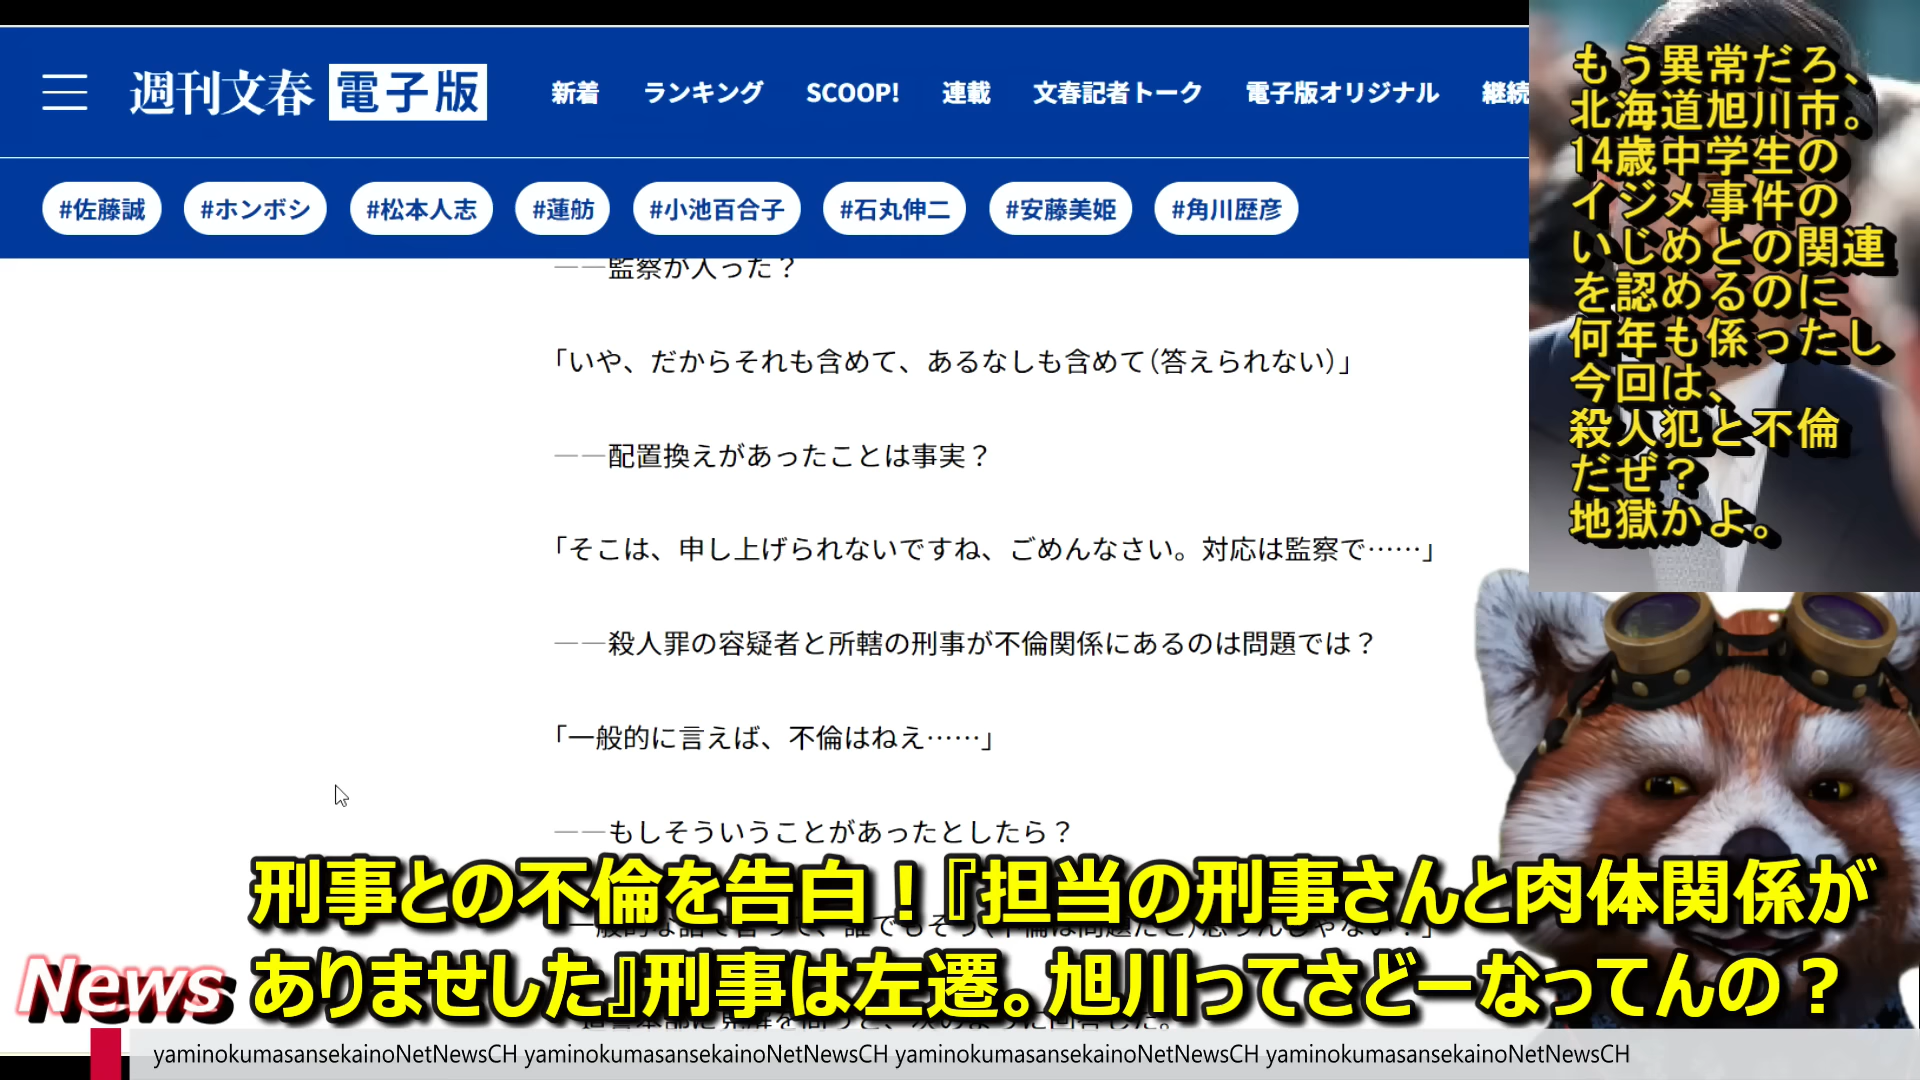 週刊文春 電子版
新着 ランキング SCOOP! 連載 文春記者トーク 電子版オリジナル 継続
#佐藤誠 #ホンボシ #松本人志 #蓮舫 #小池百合子 #石丸伸二 #安藤美姫 #角川歴彦
――監察が入った？
「いや、だからそれも含めて、あるなしも含めて（答えられない）」
――配置換えがあったことは事実？
「そこは、申し上げられないですね、ごめんなさい。対応は監察で……」
――殺人罪の容疑者と所轄の刑事が不倫関係にあるのは問題では？
「一般的に言えば、不倫はねえ……」
――もしそういうことがあったとしたら？
もう異常だろ、
北海道旭川市。
14歳中学生の
イジメ事件の
いじめとの関連
を認めるのに
何年も係ったし
今回は、
殺人犯と不倫
だぜ？
地獄かよ。
刑事との不倫を告白！『担当の刑事さんと肉体関係が
ありませした』刑事は左遷。旭川ってさどーなってんの？
News
yaminokumasansekainoNetNewsCH yaminokumasansekainoNetNewsCH yaminokumasansekainoNetNewsCH yaminokumasansekainoNetNewsCH